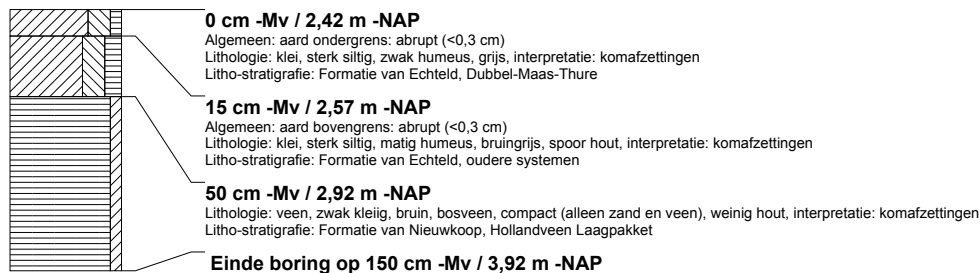 0 cm -Mv / 2,42 m -NAP
Algemeen: aard ondergrens: abrupt (<0,3 cm)
Lithologie: klei, sterk siltig, zwak humeus, grijs, interpretatie: komafzettingen
Litho-stratigrafie: Formatie van Echteld, Dubbel-Maas-Thure
15 cm -Mv / 2,57 m -NAP
Algemeen: aard bovengrens: abrupt (<0,3 cm)
Lithologie: klei, sterk siltig, matig humeus, bruingrijs, spoor hout, interpretatie: komafzettingen
Litho-stratigrafie: Formatie van Echteld, oudere systemen
50 cm -Mv / 2,92 m -NAP
Lithologie: veen, zwak kleiig, bruin, bosveen, compact (alleen zand en veen), weinig hout, interpretatie: komafzettingen
Litho-stratigrafie: Formatie van Nieuwkoop, Hollandveen Laagpakket
Einde boring op 150 cm -Mv / 3,92 m -NAP